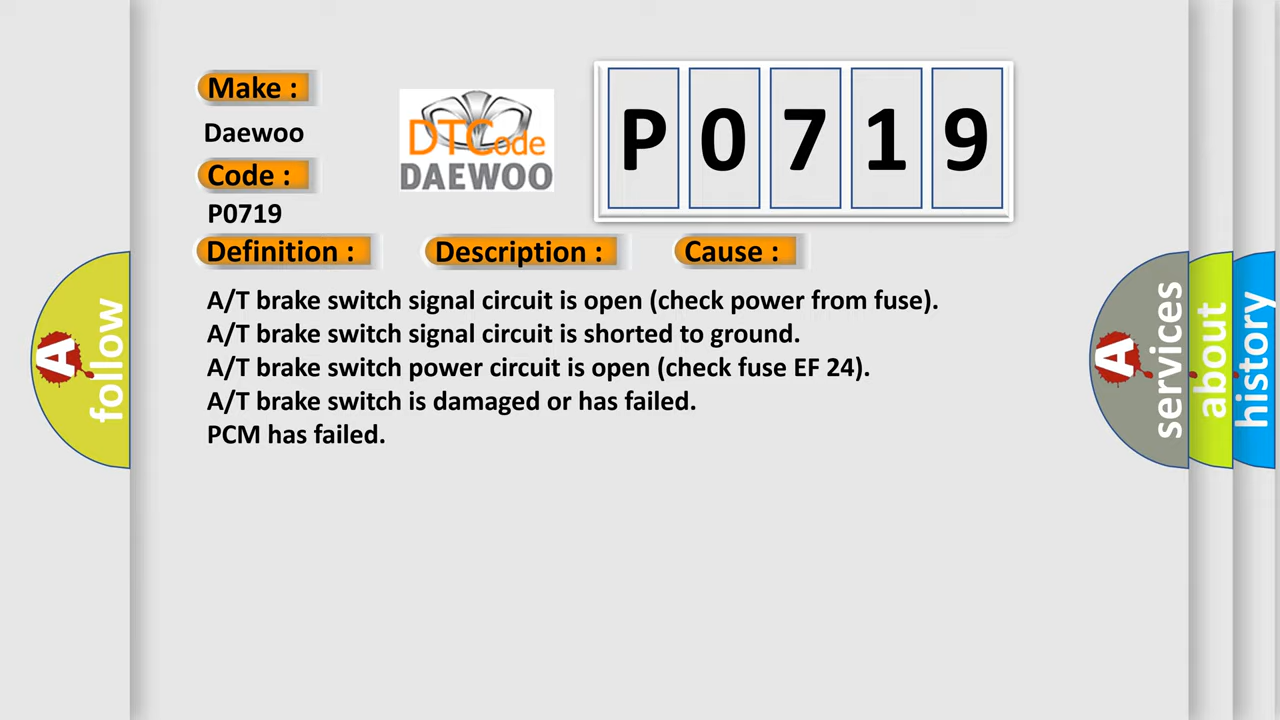 Make :
Daewoo
Code :
P0719
DTCode
DAEWOO
P 0 7 1 9
Definition :
Description :
Cause :
A/T brake switch signal circuit is open (check power from fuse).
A/T brake switch signal circuit is shorted to ground.
A/T brake switch power circuit is open (check fuse EF 24).
A/T brake switch is damaged or has failed.
PCM has failed.
A follow
A services
about
history